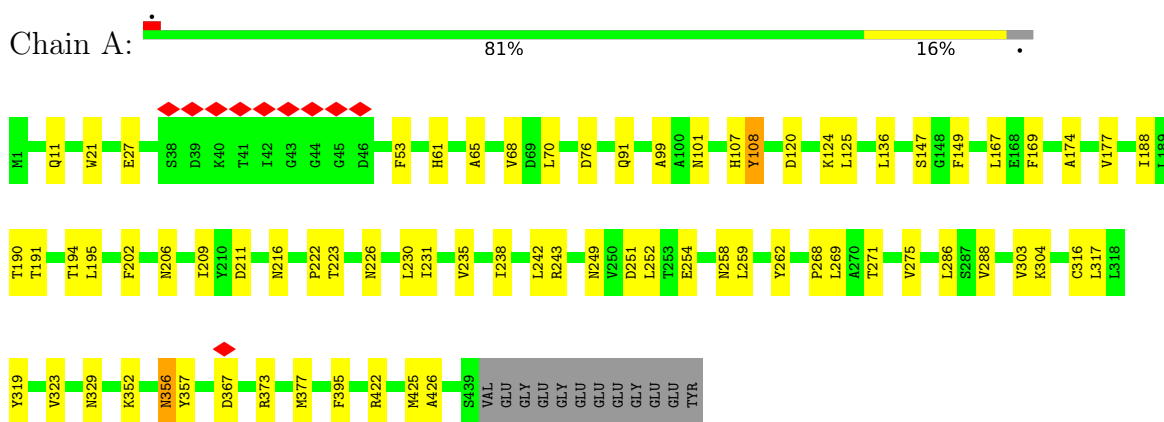 Chain A:
81% 16%
M1 Q11 W21 E27 S38 D39 K40 T41 I42 G43 G44 G45 D46 F53 H61 A65 V68 D69 L70 D76 Q91 A99 A100 N101 H107 Y108 D120 K124 L125 L136 S147 G148 F149 L167 E168 F169 A174 V177 I188 L189
T190 T191 T194 L195 F202 N206 I209 Y210 D211 N216 P222 T223 N226 L230 I231 V235 I238 L242 R243 N249 V250 D251 L252 T253 E254 N258 L259 Y262 P268 L269 A270 T271 V275 L286 S287 V288 V303 K304 C316 L317 L318
Y319 V323 N329 K352 N356 Y357 D367 R373 M377 F395 R422 M425 A426 S439 VAL GLU GLY GLU GLY GLU GLU GLU GLY GLU GLU TYR